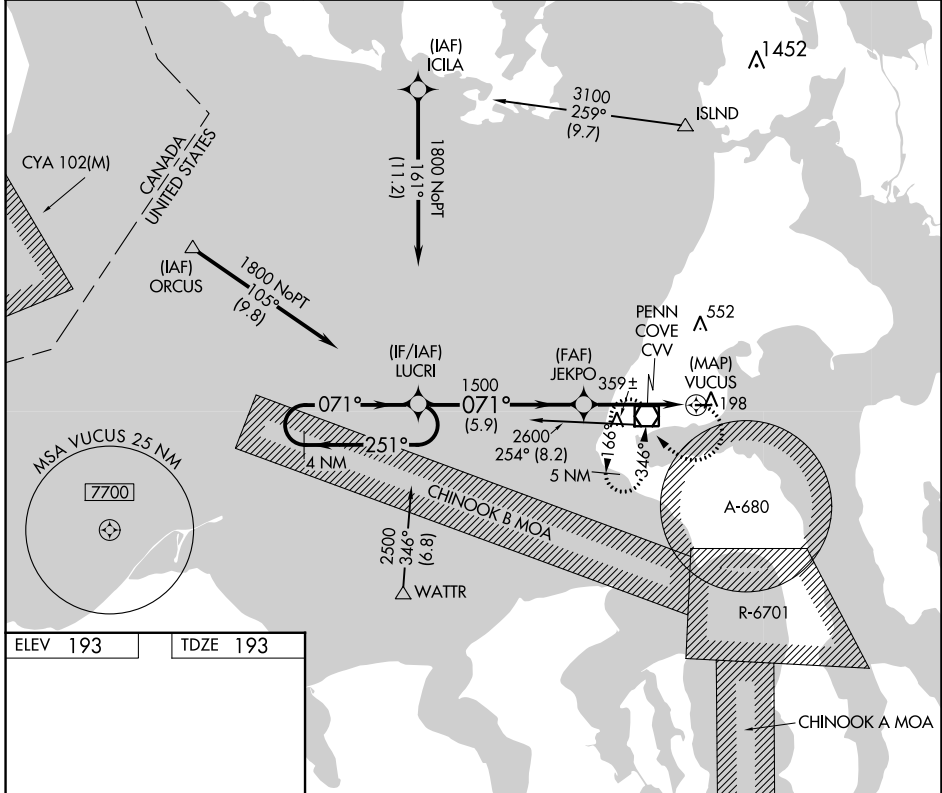 (IAF)
ICILA
1452
3100
259°
(9.7)
ISLND
1800 NoPT
161°
(11.2)
CANADA
UNITED STATES
CYA 102(M)
(IAF)
ORCUS
1800 NoPT
105°
(9.8)
PENN
COVE
CVV
552
(IF/IAF)
LUCRI
(FAF)
JEKPO
359±
(MAP)
VUCUS
198
071°
1500
071°
(5.9)
251°
4 NM
2600
254° (8.2)
166°
346°
5 NM
MSA VUCUS 25 NM
7700
CHINOOK B MOA
A-680
2500
346°
(6.8)
WATTR
R-6701
ELEV 193
TDZE 193
CHINOOK A MOA